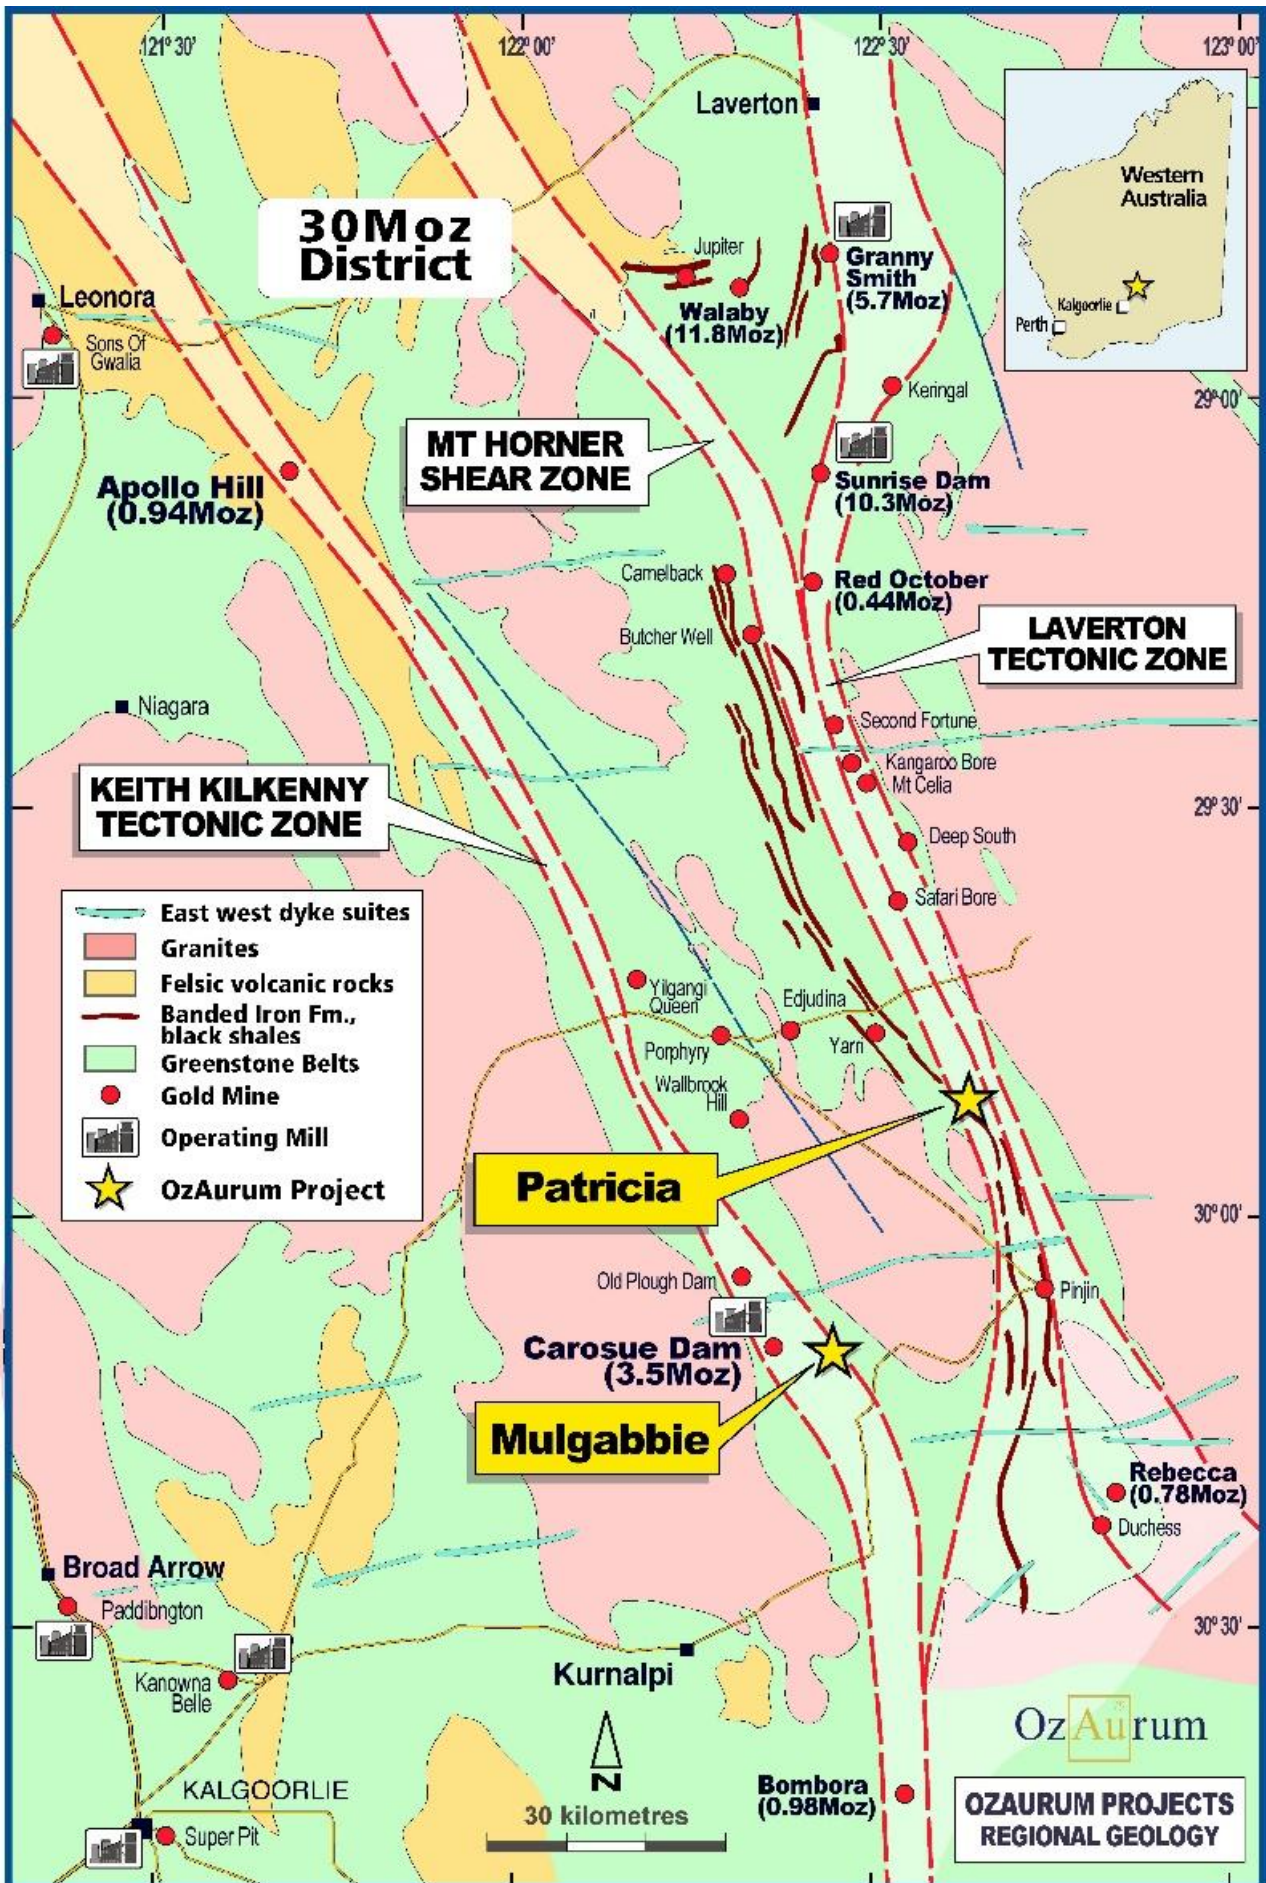 121° 30'
122° 00'
122° 30'
123° 00'
Laverton
Western
Australia
Kalgoorlie
Perth
30Moz
District
Jupiter
Granny
Smith
(5.7Moz)
Walaby
(11.8Moz)
Leonora
Sons Of
Gwalia
Keringal
29° 00'
MT HORNER
SHEAR ZONE
Apollo Hill
(0.94Moz)
Sunrise Dam
(10.3Moz)
Camelback
Red October
(0.44Moz)
Butcher Well
LAVERTON
TECTONIC ZONE
Niagara
Second Fortune
Kangaroo Bore
Mt Celia
KEITH KILKENNY
TECTONIC ZONE
29° 30'
Deep South
Safari Bore
East west dyke suites
Granites
Felsic volcanic rocks
Banded Iron Fm.,
black shales
Greenstone Belts
Gold Mine
Operating Mill
OzAurum Project
Yilgangi
Queen
Edjudina
Porphyry
Yarri
Wallbrook
Hill
Patricia
30° 00'
Old Plough Dam
Pinjin
Carosue Dam
(3.5Moz)
Mulgabbie
Rebecca
(0.78Moz)
Duchess
Broad Arrow
Paddibngton
30° 30'
Kanowna
Belle
Kurnalpi
N
30 kilometres
KALGOORLIE
Super Pit
Bombora
(0.98Moz)
OzAurum
OZAURUM PROJECTS
REGIONAL GEOLOGY